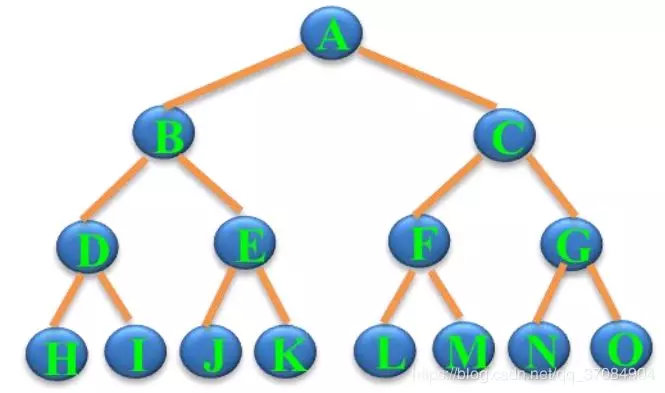 A
B C
D E F G
H I J K L M N O
https://blog.csdn.net/qq_37084904